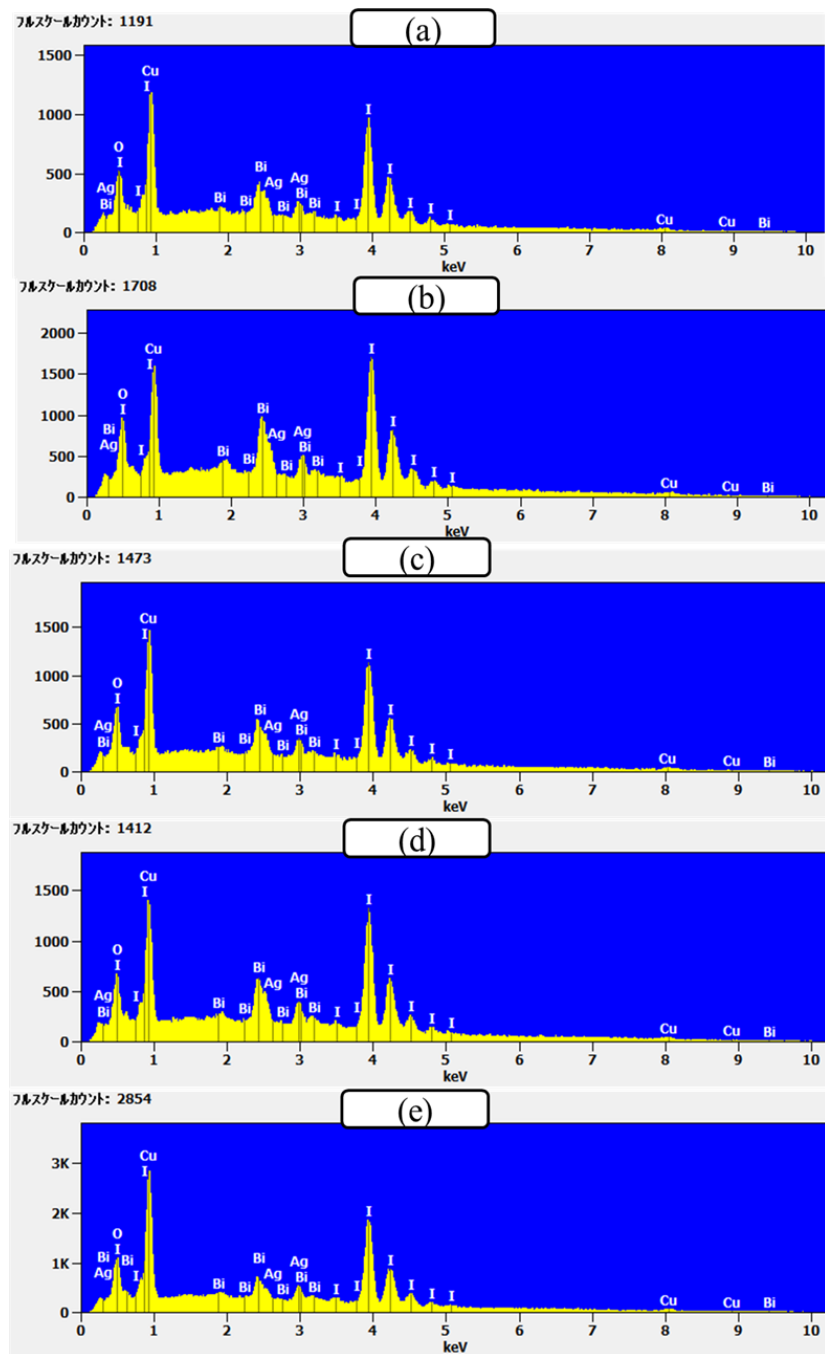 フルスケールカウント: 1191
(a)
1500
1000
500
0
Cu
I
O
I
Ag
Bi
I
Bi
Bi
Bi
Ag
Bi
Ag
Bi
Bi
I
I
I
I
I
I
I
Cu
Cu
Bi
0 1 2 3 4 5 6 7 8 9 10
keV
フルスケールカウント: 1708
(b)
2000
1500
1000
500
0
Cu
I
O
I
Bi
Ag
I
Bi
Bi
Bi
Ag
Bi
Ag
Bi
Bi
I
I
I
I
I
I
I
Cu
Cu
Bi
0 1 2 3 4 5 6 7 8 9 10
keV
フルスケールカウント: 1473
(c)
1500
1000
500
0
Cu
I
O
I
Ag
Bi
I
Bi
Bi
Bi
Ag
Bi
Ag
Bi
Bi
I
I
I
I
I
I
I
Cu
Cu
Bi
0 1 2 3 4 5 6 7 8 9 10
keV
フルスケールカウント: 1412
(d)
1500
1000
500
0
Cu
I
O
I
Ag
Bi
I
Bi
Bi
Bi
Ag
Bi
Ag
Bi
Bi
I
I
I
I
I
I
I
Cu
Cu
Bi
0 1 2 3 4 5 6 7 8 9 10
keV
フルスケールカウント: 2854
(e)
3K
2K
1K
0
Cu
I
O
I
Bi
Ag
Bi
I
Bi
Bi
Bi
Ag
Bi
Ag
Bi
Bi
I
I
I
I
I
I
I
Cu
Cu
Bi
0 1 2 3 4 5 6 7 8 9 10
keV